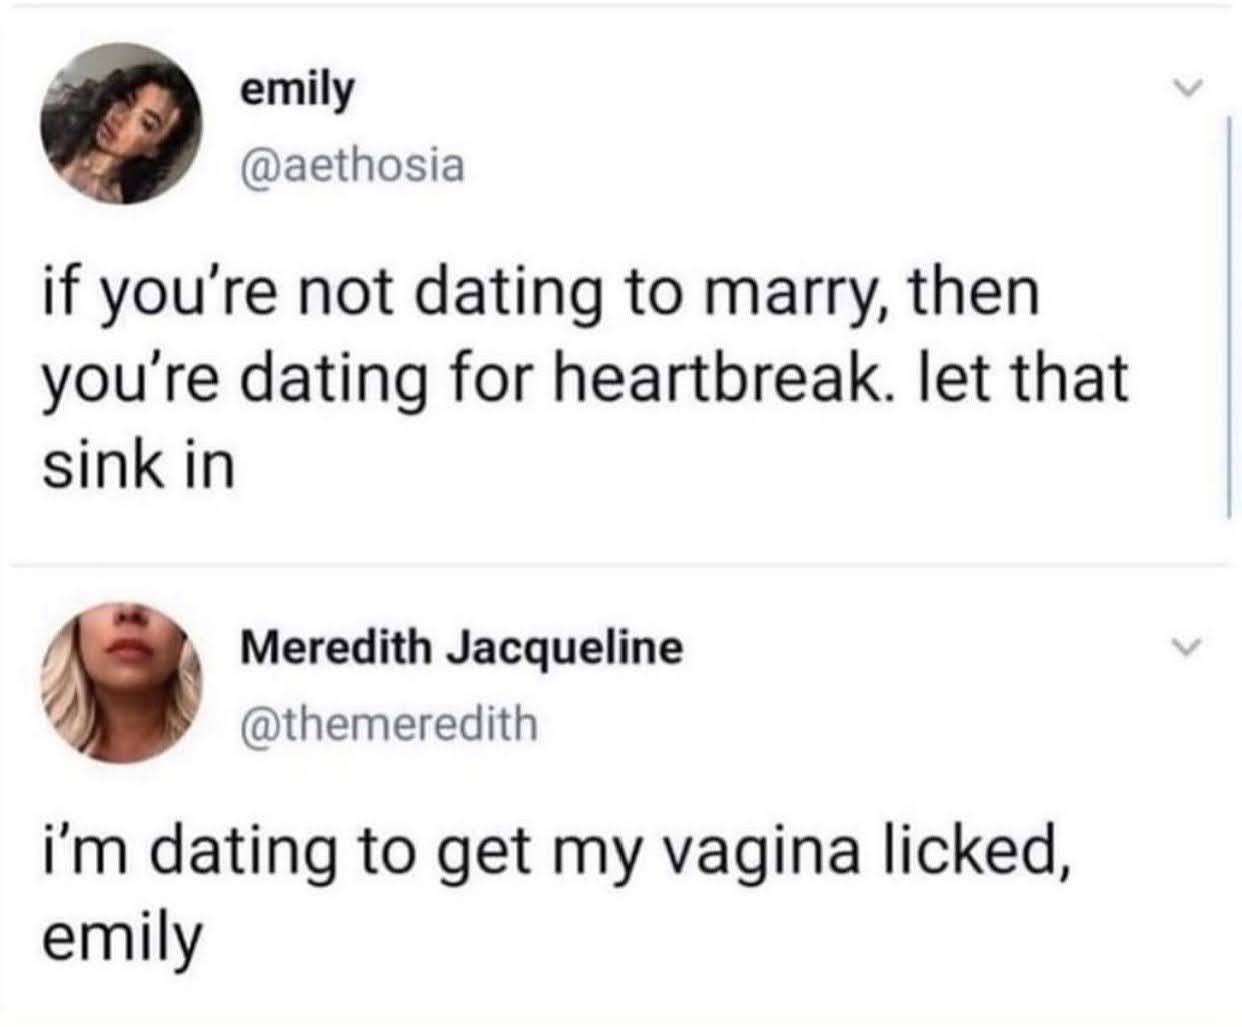 emily
@aethosia
if you’re not dating to marry, then
you’re dating for heartbreak. let that
sink in
Meredith Jacqueline
@themeredith
i’m dating to get my vagina licked,
emily